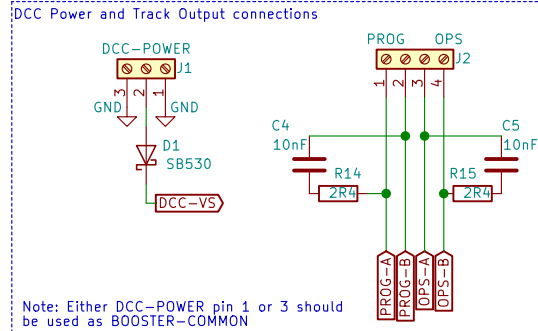 DCC Power and Track Output connections
DCC-POWER
J1
3 2 1
GND GND
D1
SB530
DCC-VS
PROG OPS
J2
1 2 3 4
C4
10nF
R14
2R4
C5
10nF
R15
2R4
PROG-A
PROG-B
OPS-A
OPS-B
Note: Either DCC-POWER pin 1 or 3 should
be used as BOOSTER-COMMON